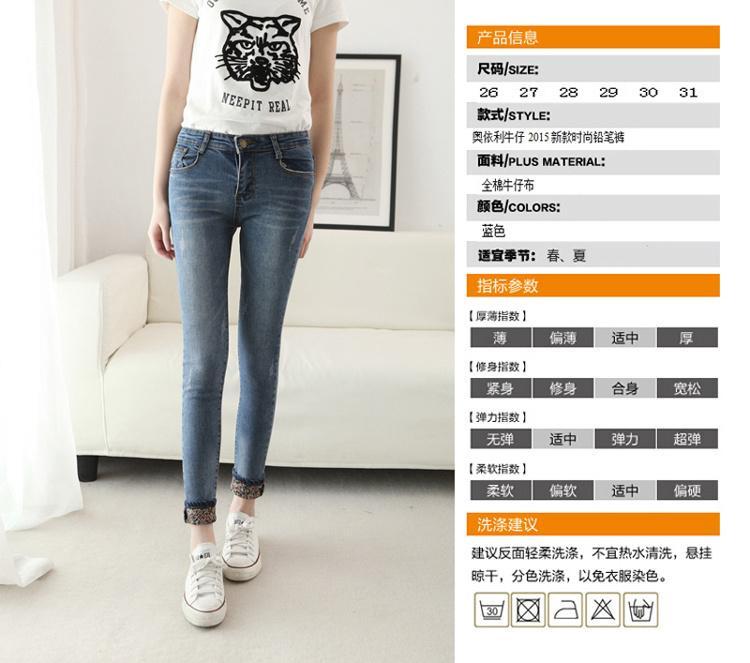 NEEPIT REAL
产品信息
尺码/SIZE:
26 27 28 29 30 31
款式/STYLE:
奥依利牛仔 2015新款时尚铅笔裤
面料/PLUS MATERIAL:
全棉牛仔布
颜色/COLORS:
蓝色
适宜季节: 春、夏
指标参数
【厚薄指数】
薄 偏薄 适中 厚
【修身指数】
紧身 修身 合身 宽松
【弹力指数】
无弹 适中 弹力 超弹
【柔软指数】
柔软 偏软 适中 偏硬
洗涤建议
建议反面轻柔洗涤，不宜热水清洗，悬挂
晾干，分色洗涤，以免衣服染色。
30